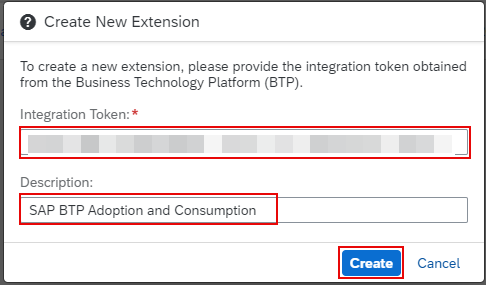 Create New Extension
To create a new extension, please provide the integration token obtained
from the Business Technology Platform (BTP).
Integration Token:*
Description:
SAP BTP Adoption and Consumption
Create Cancel